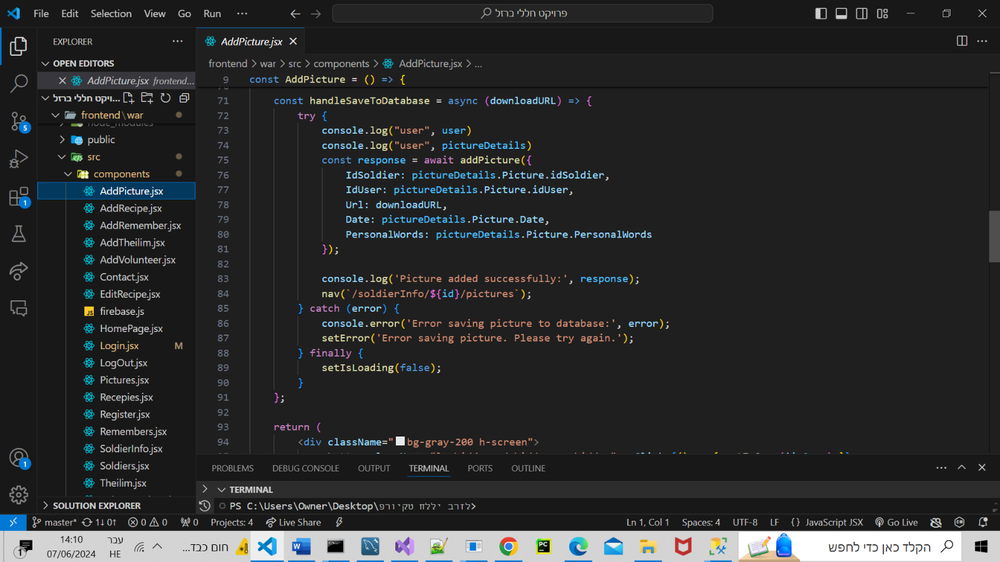 File Edit Selection View Go Run ···
פרויקט חללי ברזל
EXPLORER
OPEN EDITORS
AddPicture.jsx frontend...
...ויקט חללי ברזל
frontend\war
node_modules
public
src
components
AddPicture.jsx
AddRecipe.jsx
AddRemember.jsx
AddTheilim.jsx
AddVolunteer.jsx
Contact.jsx
EditRecipe.jsx
JS firebase.js
HomePage.jsx
Login.jsx M
LogOut.jsx
Pictures.jsx
Recepies.jsx
Register.jsx
Remembers.jsx
SoldierInfo.jsx
Soldiers.jsx
Theilim.jsx
SOLUTION EXPLORER
5
1
1
AddPicture.jsx
frontend > war > src > components > AddPicture.jsx > ...
9 const AddPicture = () => {
71 const handleSaveToDatabase = async (downloadURL) => {
72 try {
73 console.log("user", user)
74 console.log("user", pictureDetails)
75 const response = await addPicture({
76 IdSoldier: pictureDetails.Picture.idSoldier,
77 IdUser: pictureDetails.Picture.idUser,
78 Url: downloadURL,
79 Date: pictureDetails.Picture.Date,
80 PersonalWords: pictureDetails.Picture.PersonalWords
81 });
82
83 console.log('Picture added successfully:', response);
84 nav(`/soldierInfo/${id}/pictures`);
85 } catch (error) {
86 console.error('Error saving picture to database:', error);
87 setError('Error saving picture. Please try again.');
88 } finally {
89 setIsLoading(false);
90 }
91 };
92
93 return (
94 <div className="bg-gray-200 h-screen">
PROBLEMS DEBUG CONSOLE OUTPUT TERMINAL PORTS OUTLINE
TERMINAL
PS C:\Users\Owner\Desktop\פרויקט חללי ברזל>
master* 1↓ 0↑ 0 0 0 Projects: 4 Live Share Ln 1, Col 1 Spaces: 4 UTF-8 LF {} JavaScript JSX Go Live
1 14:10 עבר חום כבד...
07/06/2024 HE
PC
הקלד כאן כדי לחפש